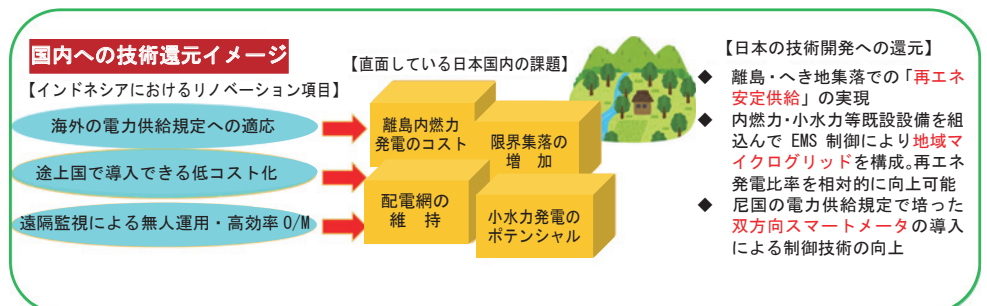 国内への技術還元イメージ
【インドネシアにおけるリノベーション項目】
海外の電力供給規定への適応
途上国で導入できる低コスト化
遠隔監視による無人運用・高効率 O/M
【直面している日本国内の課題】
離島内燃力
発電のコスト
限界集落の
増 加
配電網の
維 持
小水力発電の
ポテンシャル
【日本の技術開発への還元】
◆ 離島・へき地集落での「再エネ
安定供給」の実現
◆ 内燃力・小水力等既設設備を組
込んで EMS 制御により地域マ
イクログリッドを構成。再エネ
発電比率を相対的に向上可能
◆ 尼国の電力供給規定で培った
双方向スマートメータの導入
による制御技術の向上